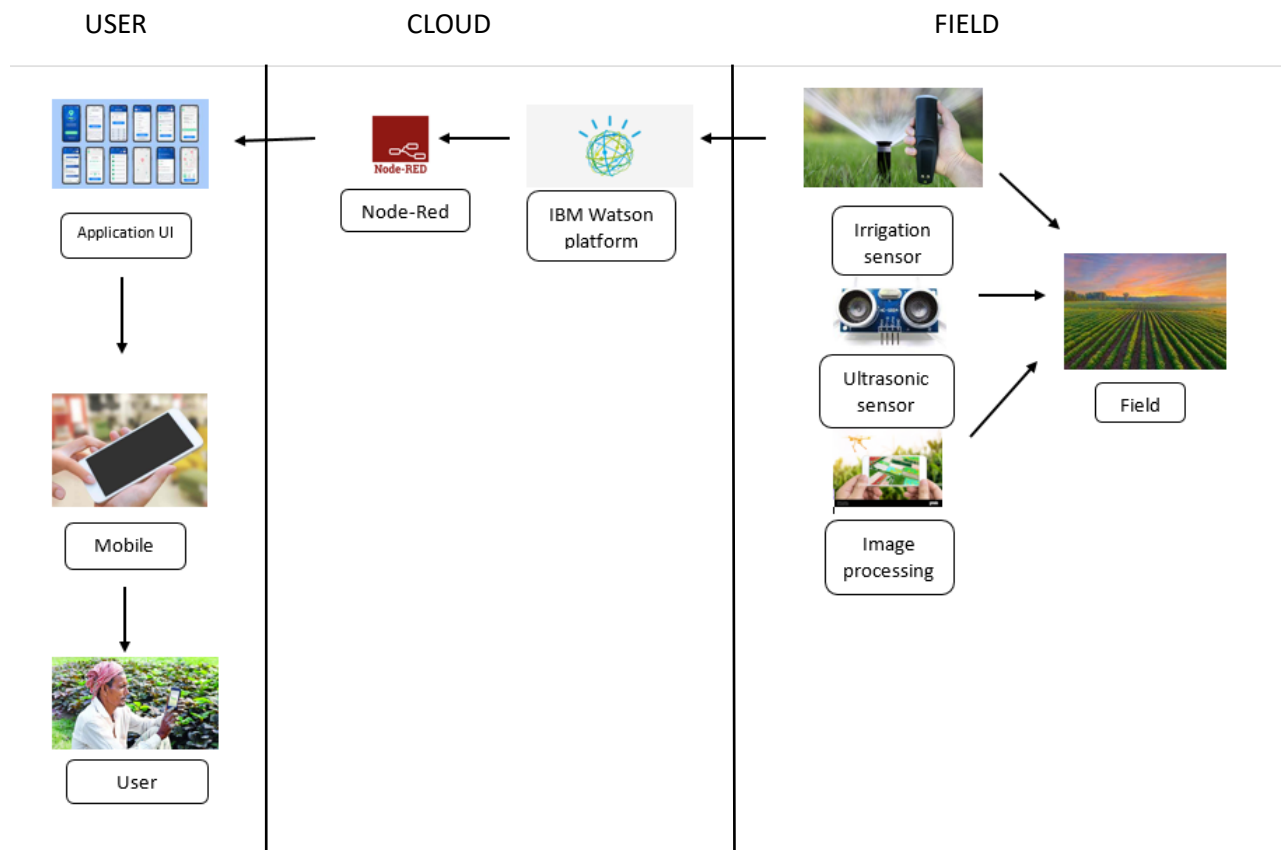 USER
CLOUD
FIELD
Node-RED
Application UI
Node-Red
IBM Watson
platform
Irrigation
sensor
Ultrasonic
sensor
Field
Mobile
Image
processing
User